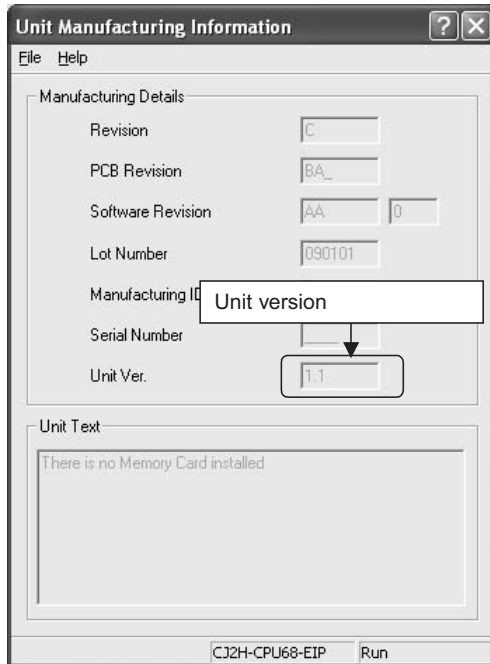 Unit Manufacturing Information
File Help
Manufacturing Details
Revision C
PCB Revision BA_
Software Revision AA 0
Lot Number 090101
Manufacturing ID
Unit version
Serial Number ____
Unit Ver. 1.1
Unit Text
There is no Memory Card installed
CJ2H-CPU68-EIP Run